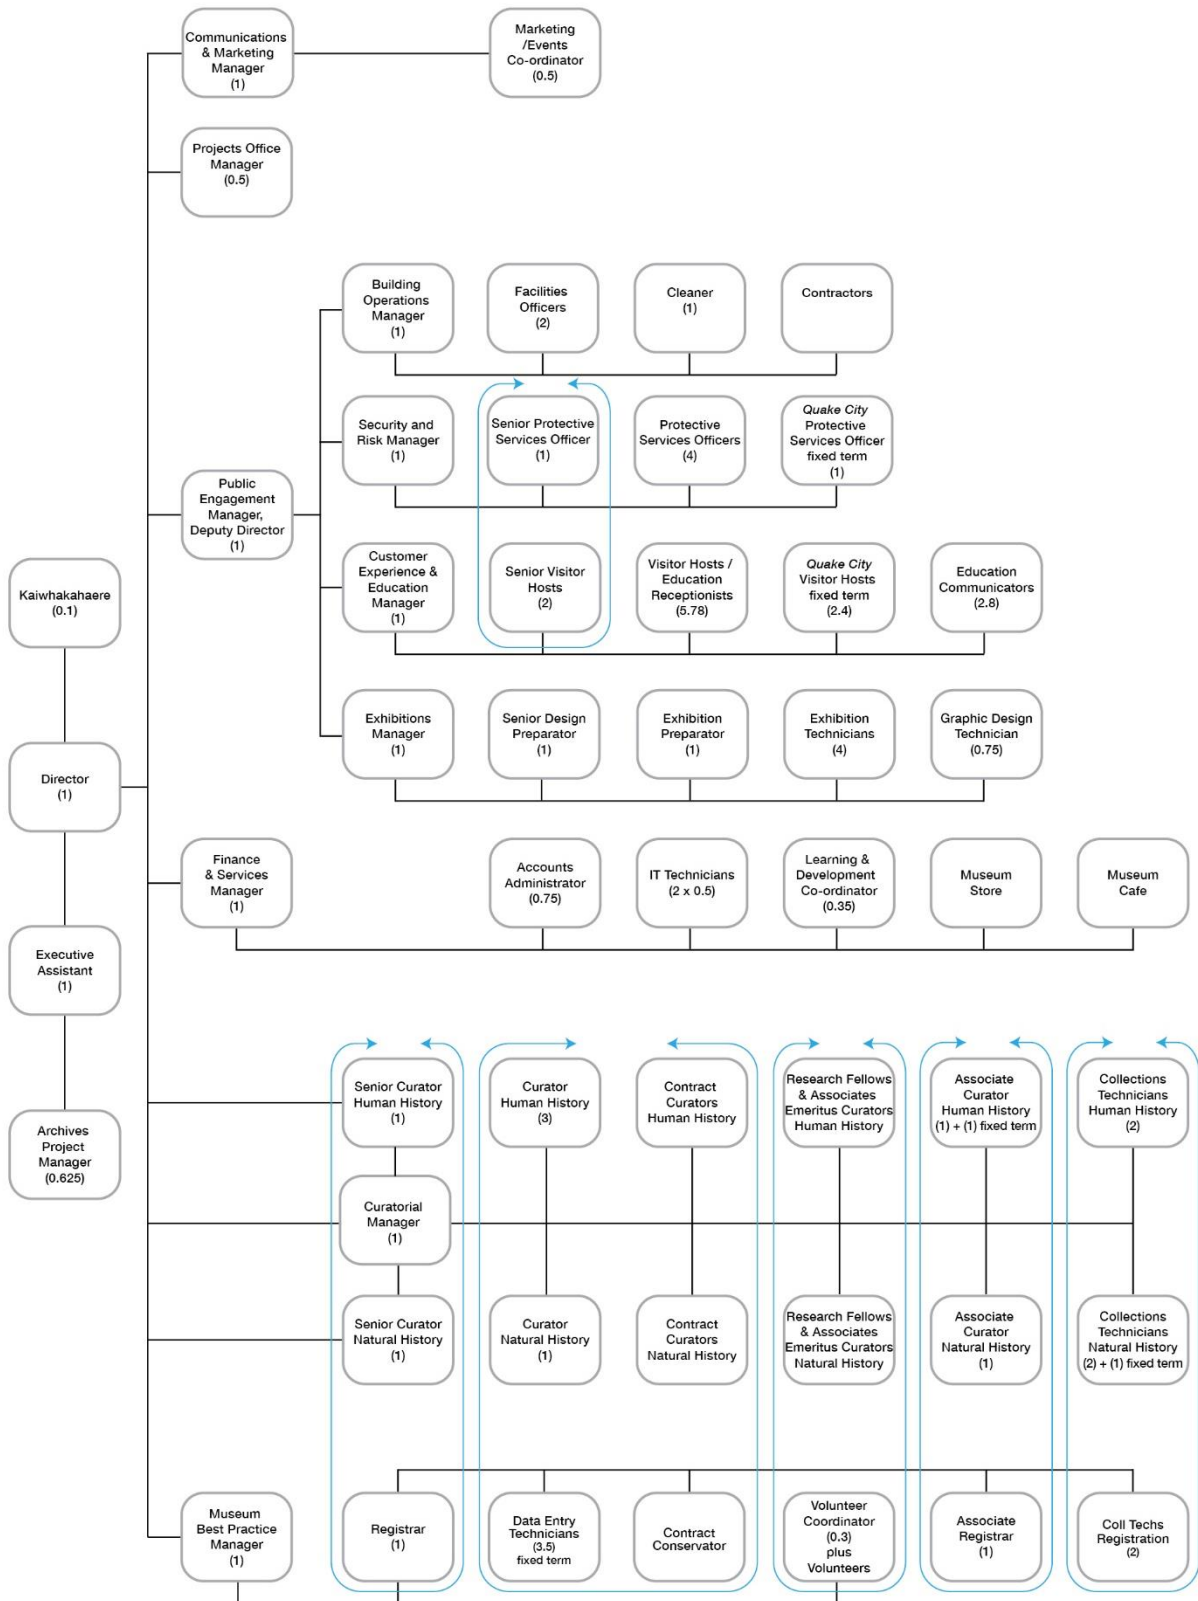 Communications
& Marketing
Manager
(1)
Marketing
/Events
Co-ordinator
(0.5)
Projects Office
Manager
(0.5)
Building
Operations
Manager
(1)
Facilities
Officers
(2)
Cleaner
(1)
Contractors
Security and
Risk Manager
(1)
Senior Protective
Services Officer
(1)
Protective
Services Officers
(4)
Quake City
Protective
Services Officer
fixed term
(1)
Public
Engagement
Manager,
Deputy Director
(1)
Customer
Experience &
Education
Manager
(1)
Senior Visitor
Hosts
(2)
Visitor Hosts /
Education
Receptionists
(5.78)
Quake City
Visitor Hosts
fixed term
(2.4)
Education
Communicators
(2.8)
Kaiwhakahaere
(0.1)
Exhibitions
Manager
(1)
Senior Design
Preparator
(1)
Exhibition
Preparator
(1)
Exhibition
Technicians
(4)
Graphic Design
Technician
(0.75)
Director
(1)
Finance
& Services
Manager
(1)
Accounts
Administrator
(0.75)
IT Technicians
(2 x 0.5)
Learning &
Development
Co-ordinator
(0.35)
Museum
Store
Museum
Cafe
Executive
Assistant
(1)
Archives
Project
Manager
(0.625)
Senior Curator
Human History
(1)
Curator
Human History
(3)
Contract
Curators
Human History
Research Fellows
& Associates
Emeritus Curators
Human History
Associate
Curator
Human History
(1) + (1) fixed term
Collections
Technicians
Human History
(2)
Curatorial
Manager
(1)
Senior Curator
Natural History
(1)
Curator
Natural History
(1)
Contract
Curators
Natural History
Research Fellows
& Associates
Emeritus Curators
Natural History
Associate
Curator
Natural History
(1)
Collections
Technicians
Natural History
(2) + (1) fixed term
Museum
Best Practice
Manager
(1)
Registrar
(1)
Data Entry
Technicians
(3.5)
fixed term
Contract
Conservator
Volunteer
Coordinator
(0.3)
plus
Volunteers
Associate
Registrar
(1)
Coll Techs
Registration
(2)